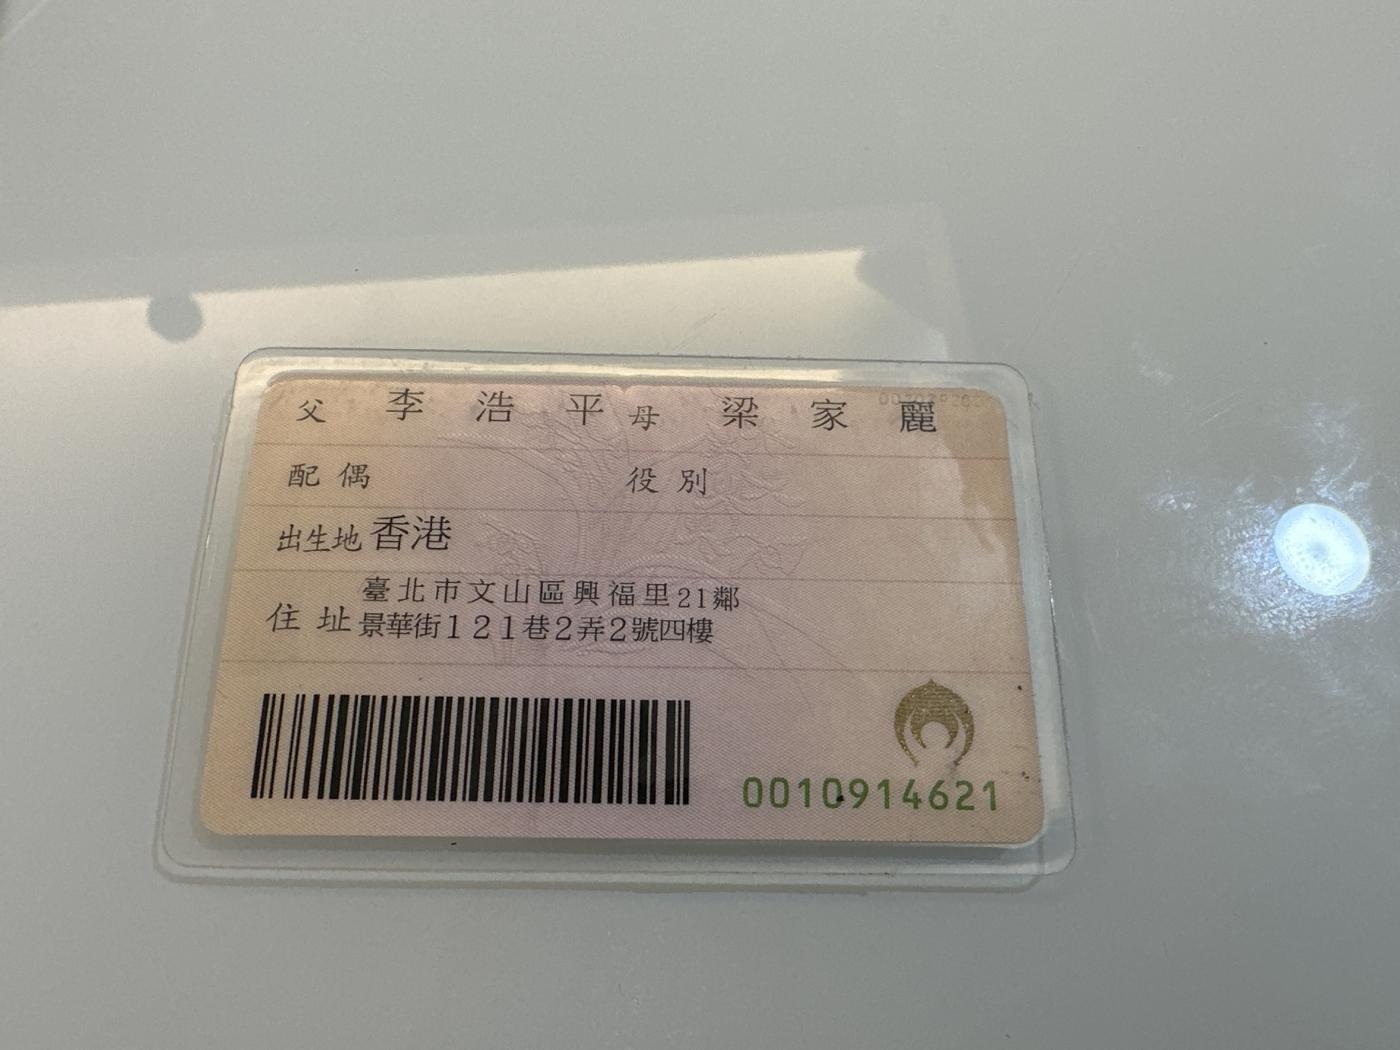 父 李浩平 母 梁家麗
配偶 役別
出生地 香港
住址 臺北市文山區興福里21鄰
景華街121巷2弄2號四樓
0010914621